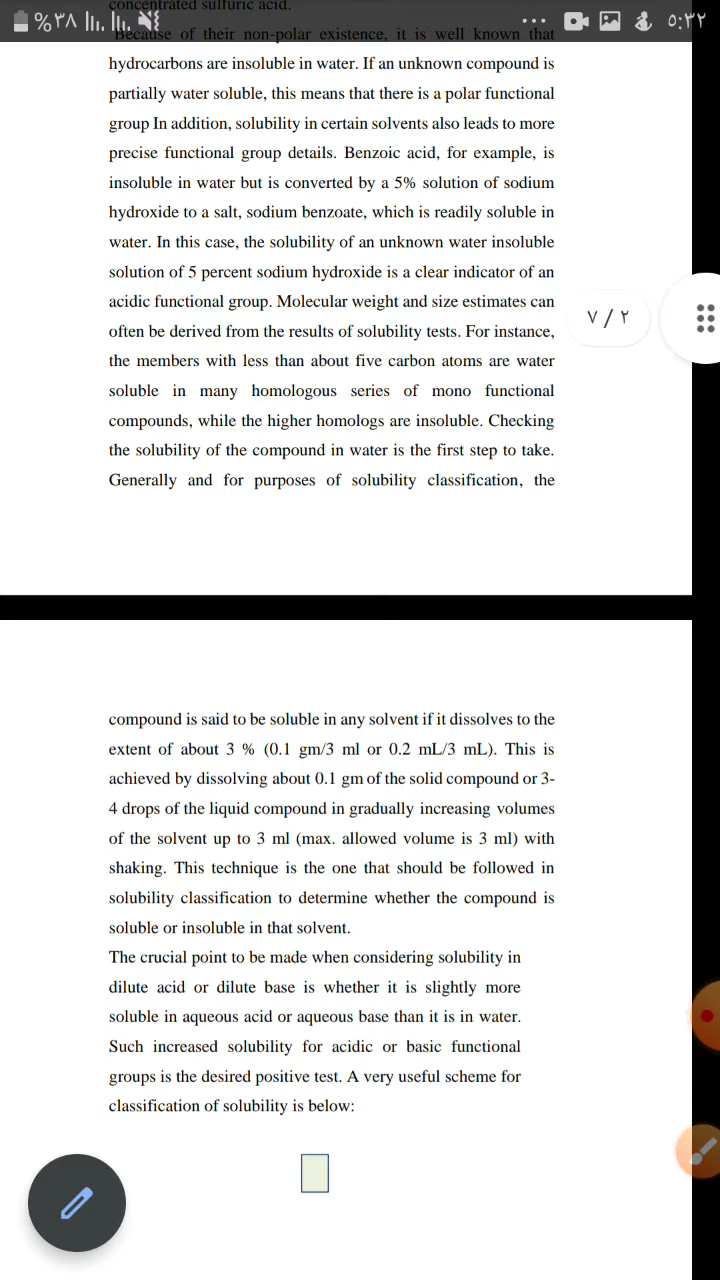 concentrated sulfuric acid.
%٣٨
...
٥:٣٢
Because of their non-polar existence, it is well known that
hydrocarbons are insoluble in water. If an unknown compound is
partially water soluble, this means that there is a polar functional
group In addition, solubility in certain solvents also leads to more
precise functional group details. Benzoic acid, for example, is
insoluble in water but is converted by a 5% solution of sodium
hydroxide to a salt, sodium benzoate, which is readily soluble in
water. In this case, the solubility of an unknown water insoluble
solution of 5 percent sodium hydroxide is a clear indicator of an
acidic functional group. Molecular weight and size estimates can
٧ / ٢
often be derived from the results of solubility tests. For instance,
the members with less than about five carbon atoms are water
soluble in many homologous series of mono functional
compounds, while the higher homologs are insoluble. Checking
the solubility of the compound in water is the first step to take.
Generally and for purposes of solubility classification, the
compound is said to be soluble in any solvent if it dissolves to the
extent of about 3 % (0.1 gm/3 ml or 0.2 mL/3 mL). This is
achieved by dissolving about 0.1 gm of the solid compound or 3-
4 drops of the liquid compound in gradually increasing volumes
of the solvent up to 3 ml (max. allowed volume is 3 ml) with
shaking. This technique is the one that should be followed in
solubility classification to determine whether the compound is
soluble or insoluble in that solvent.
The crucial point to be made when considering solubility in
dilute acid or dilute base is whether it is slightly more
soluble in aqueous acid or aqueous base than it is in water.
Such increased solubility for acidic or basic functional
groups is the desired positive test. A very useful scheme for
classification of solubility is below: